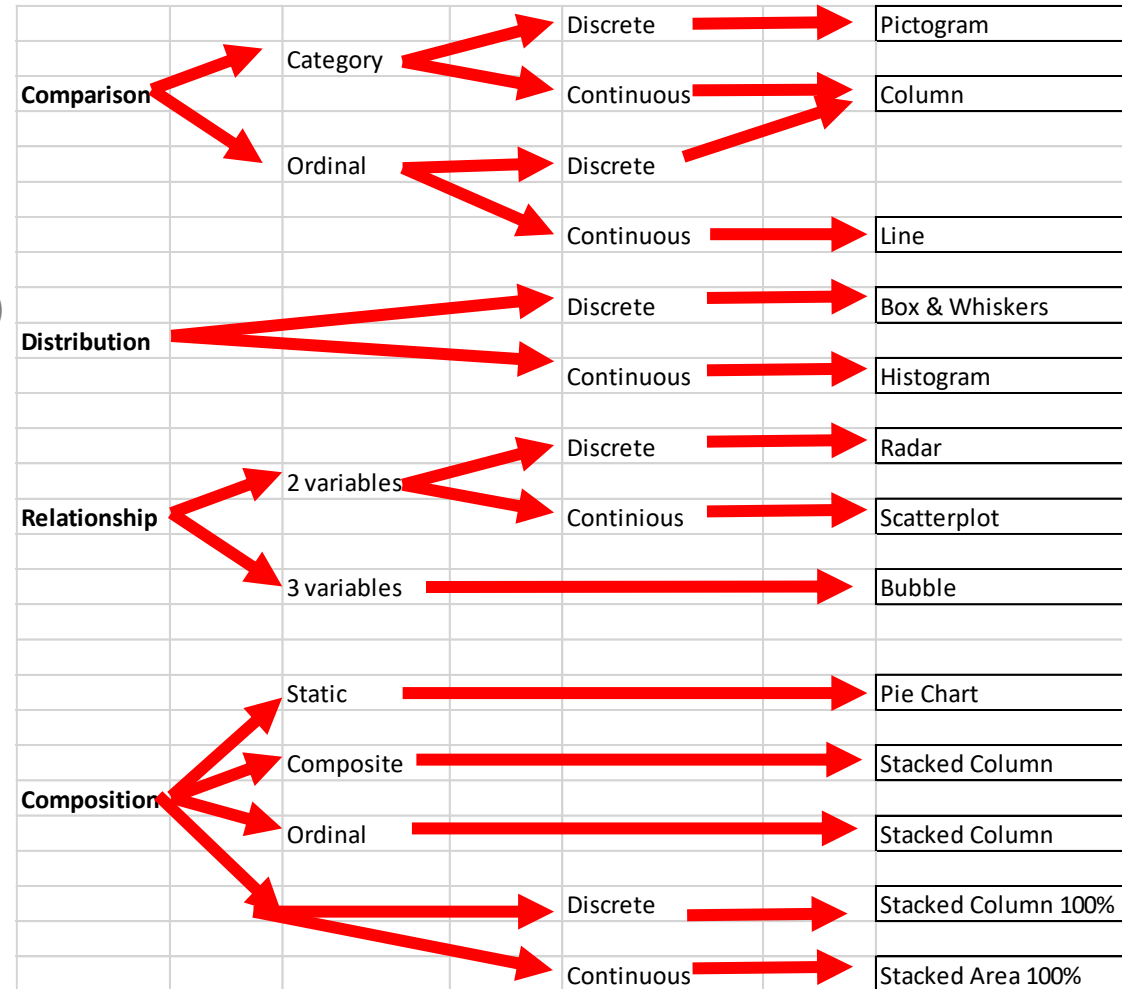 Discrete Pictogram
Category
Comparison Continuous Column
Ordinal Discrete
Continuous Line
Discrete Box & Whiskers
Distribution
Continuous Histogram
Discrete Radar
2 variables
Relationship Continious Scatterplot
3 variables Bubble
Static Pie Chart
Composite Stacked Column
Composition
Ordinal Stacked Column
Discrete Stacked Column 100%
Continuous Stacked Area 100%